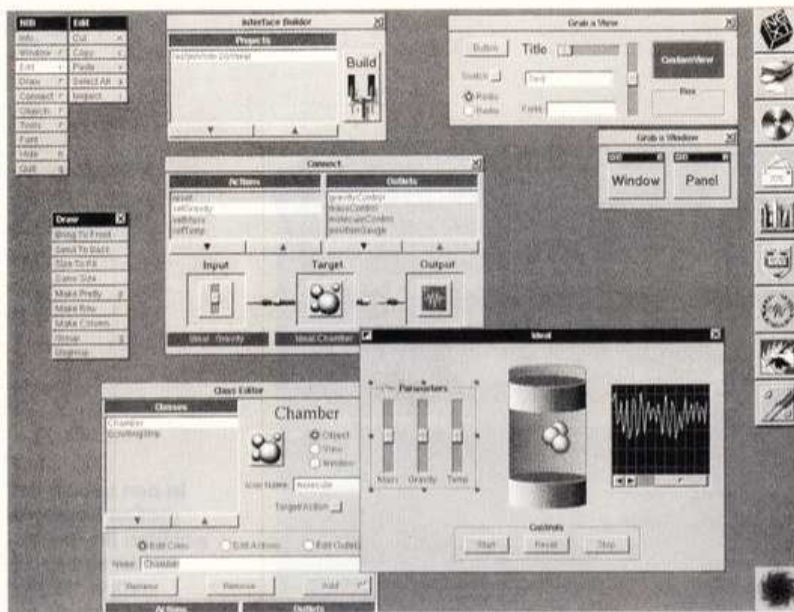 NIB
Info...
Window
Edit
Draw
Connect
Objects
Tools
Font
Hide
Quit q
Edit
Cut x
Copy c
Paste v
Select All a
Inspect
Interface Builder
Projects
Build
Grab a View
Button
Title
Switch
Text
Radio
Radio
Form
CustomView
Box
Grab a Window
Window
Panel
Connect
Actions
Outlets
reset
setGravity
setMass
setTemp
gravityControl
massControl
moleculeControl
positionGauge
Input
Target
Output
Ideal Gravity
Ideal Chamber
Draw
Bring To Front
Send To Back
Size To Fit
Same Size
Make Pretty
Make Row
Make Column
Group g
Ungroup
Class Editor
Classes
Chamber
ScrollingStrip
Chamber
Object
View
Window
Icon Name: molecule
Target/Action
Edit Class
Edit Actions
Name: Chamber
Rename
Remove
Add
Actions
Outlets
Ideal
Parameters
Mass
Gravity
Temp
Controls
Start
Reset
Stop